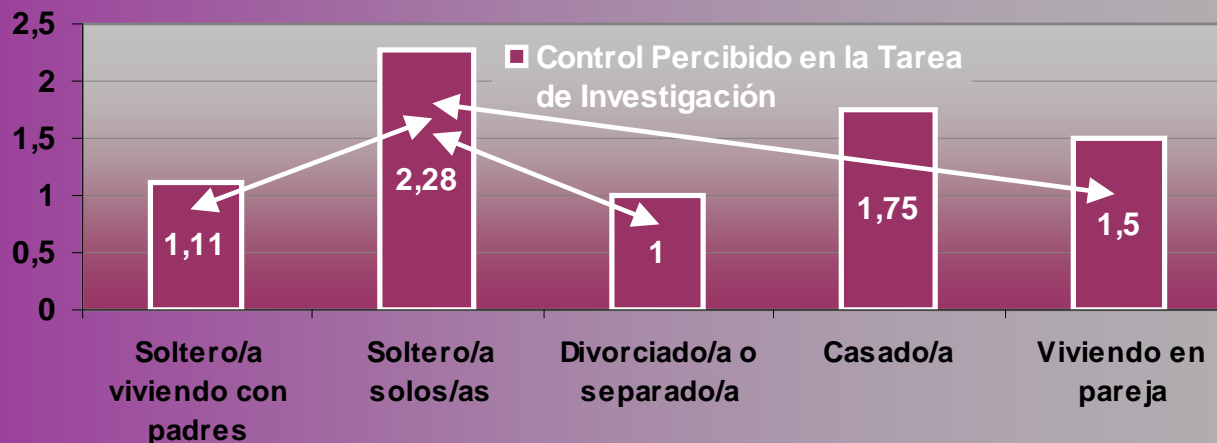 2,5
2
1,5
1
0,5
0
Control Percibido en la Tarea
de Investigación
1,11
2,28
1
1,75
1,5
Soltero/a
viviendo con
padres
Soltero/a
solos/as
Divorciado/a o
separado/a
Casado/a
Viviendo en
pareja